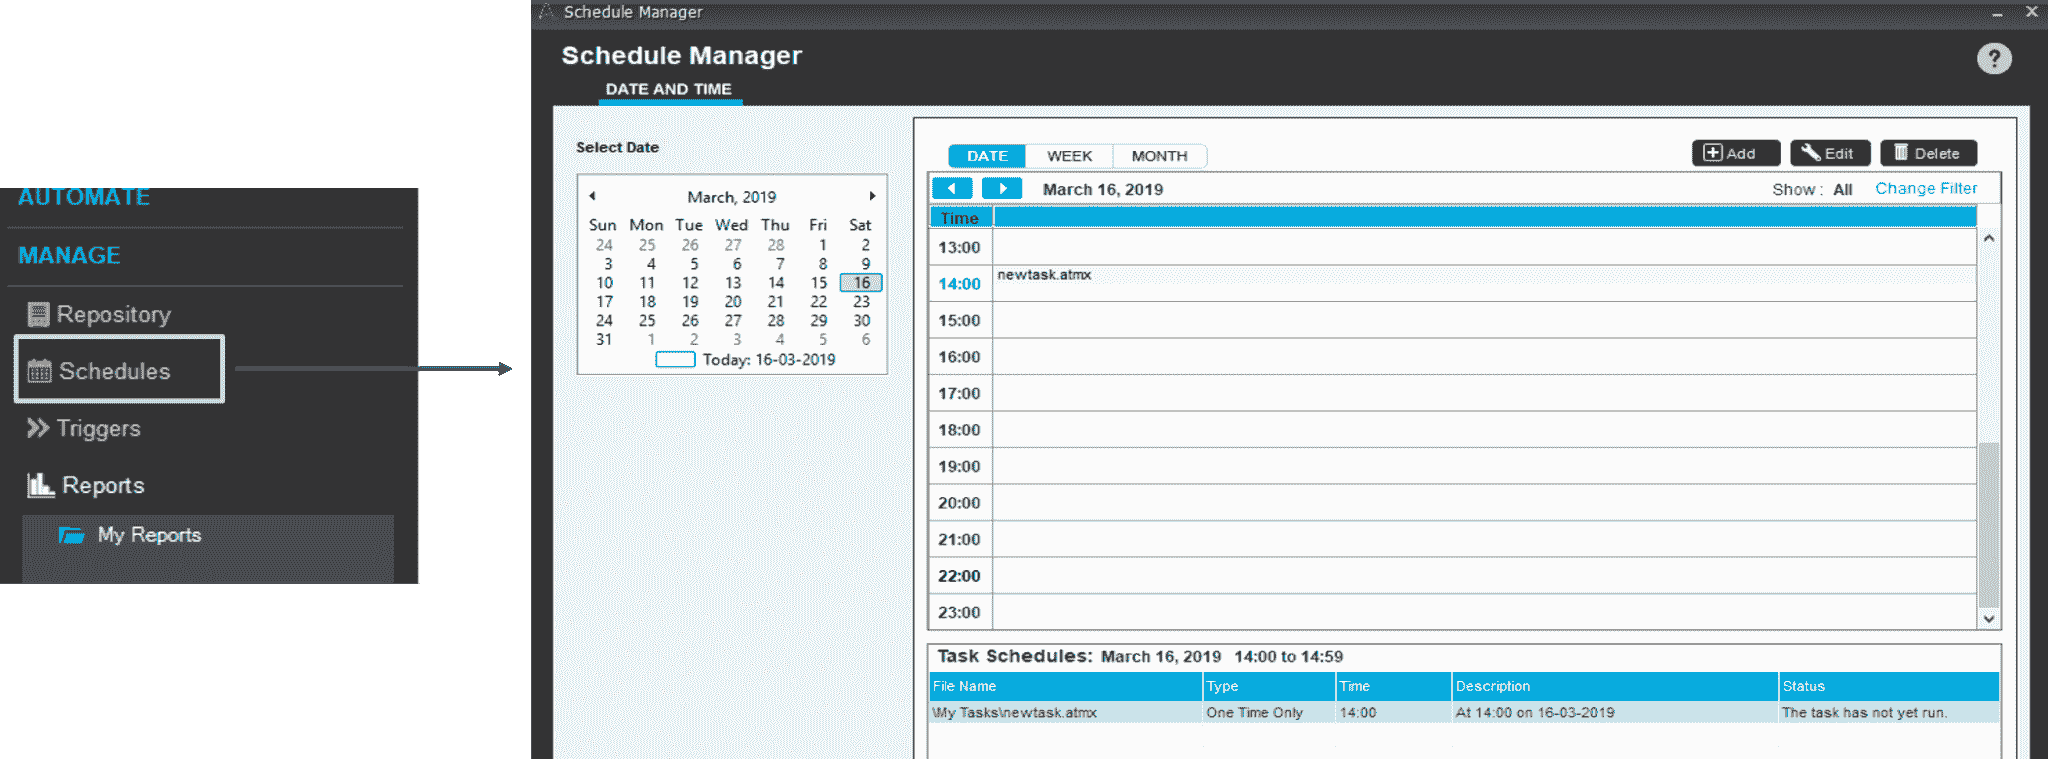 AUTOMATE
MANAGE
Repository
Schedules
Triggers
Reports
My Reports
Schedule Manager
Schedule Manager
?
DATE AND TIME
Select Date
March, 2019
Sun Mon Tue Wed Thu Fri Sat
24 25 26 27 28 1 2
3 4 5 6 7 8 9
10 11 12 13 14 15 16
17 18 19 20 21 22 23
24 25 26 27 28 29 30
31 1 2 3 4 5 6
Today: 16-03-2019
DATE WEEK MONTH Add Edit Delete
March 16, 2019 Show : All Change Filter
Time
13:00
14:00 newtask.atmx
15:00
16:00
17:00
18:00
19:00
20:00
21:00
22:00
23:00
Task Schedules: March 16, 2019 14:00 to 14:59
File Name Type Time Description Status
\My Tasks\newtask.atmx One Time Only 14:00 At 14:00 on 16-03-2019 The task has not yet run.